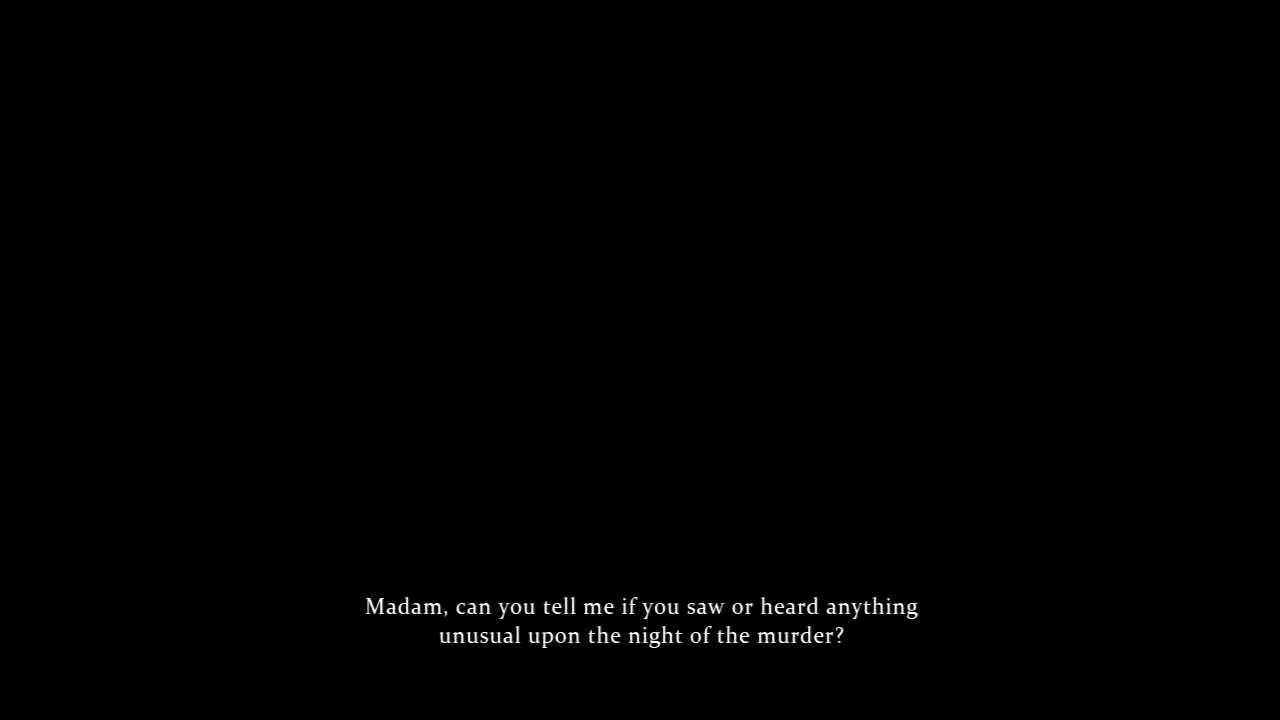 Madam, can you tell me if you saw or heard anything
unusual upon the night of the murder?